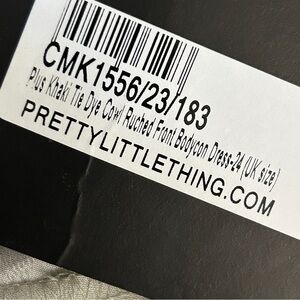 CMK1556/23/183
Plus Khaki Tie Dye Cowl Ruched Front Bodycon Dress-24 (UK size)
PRETTYLITTLETHING.COM